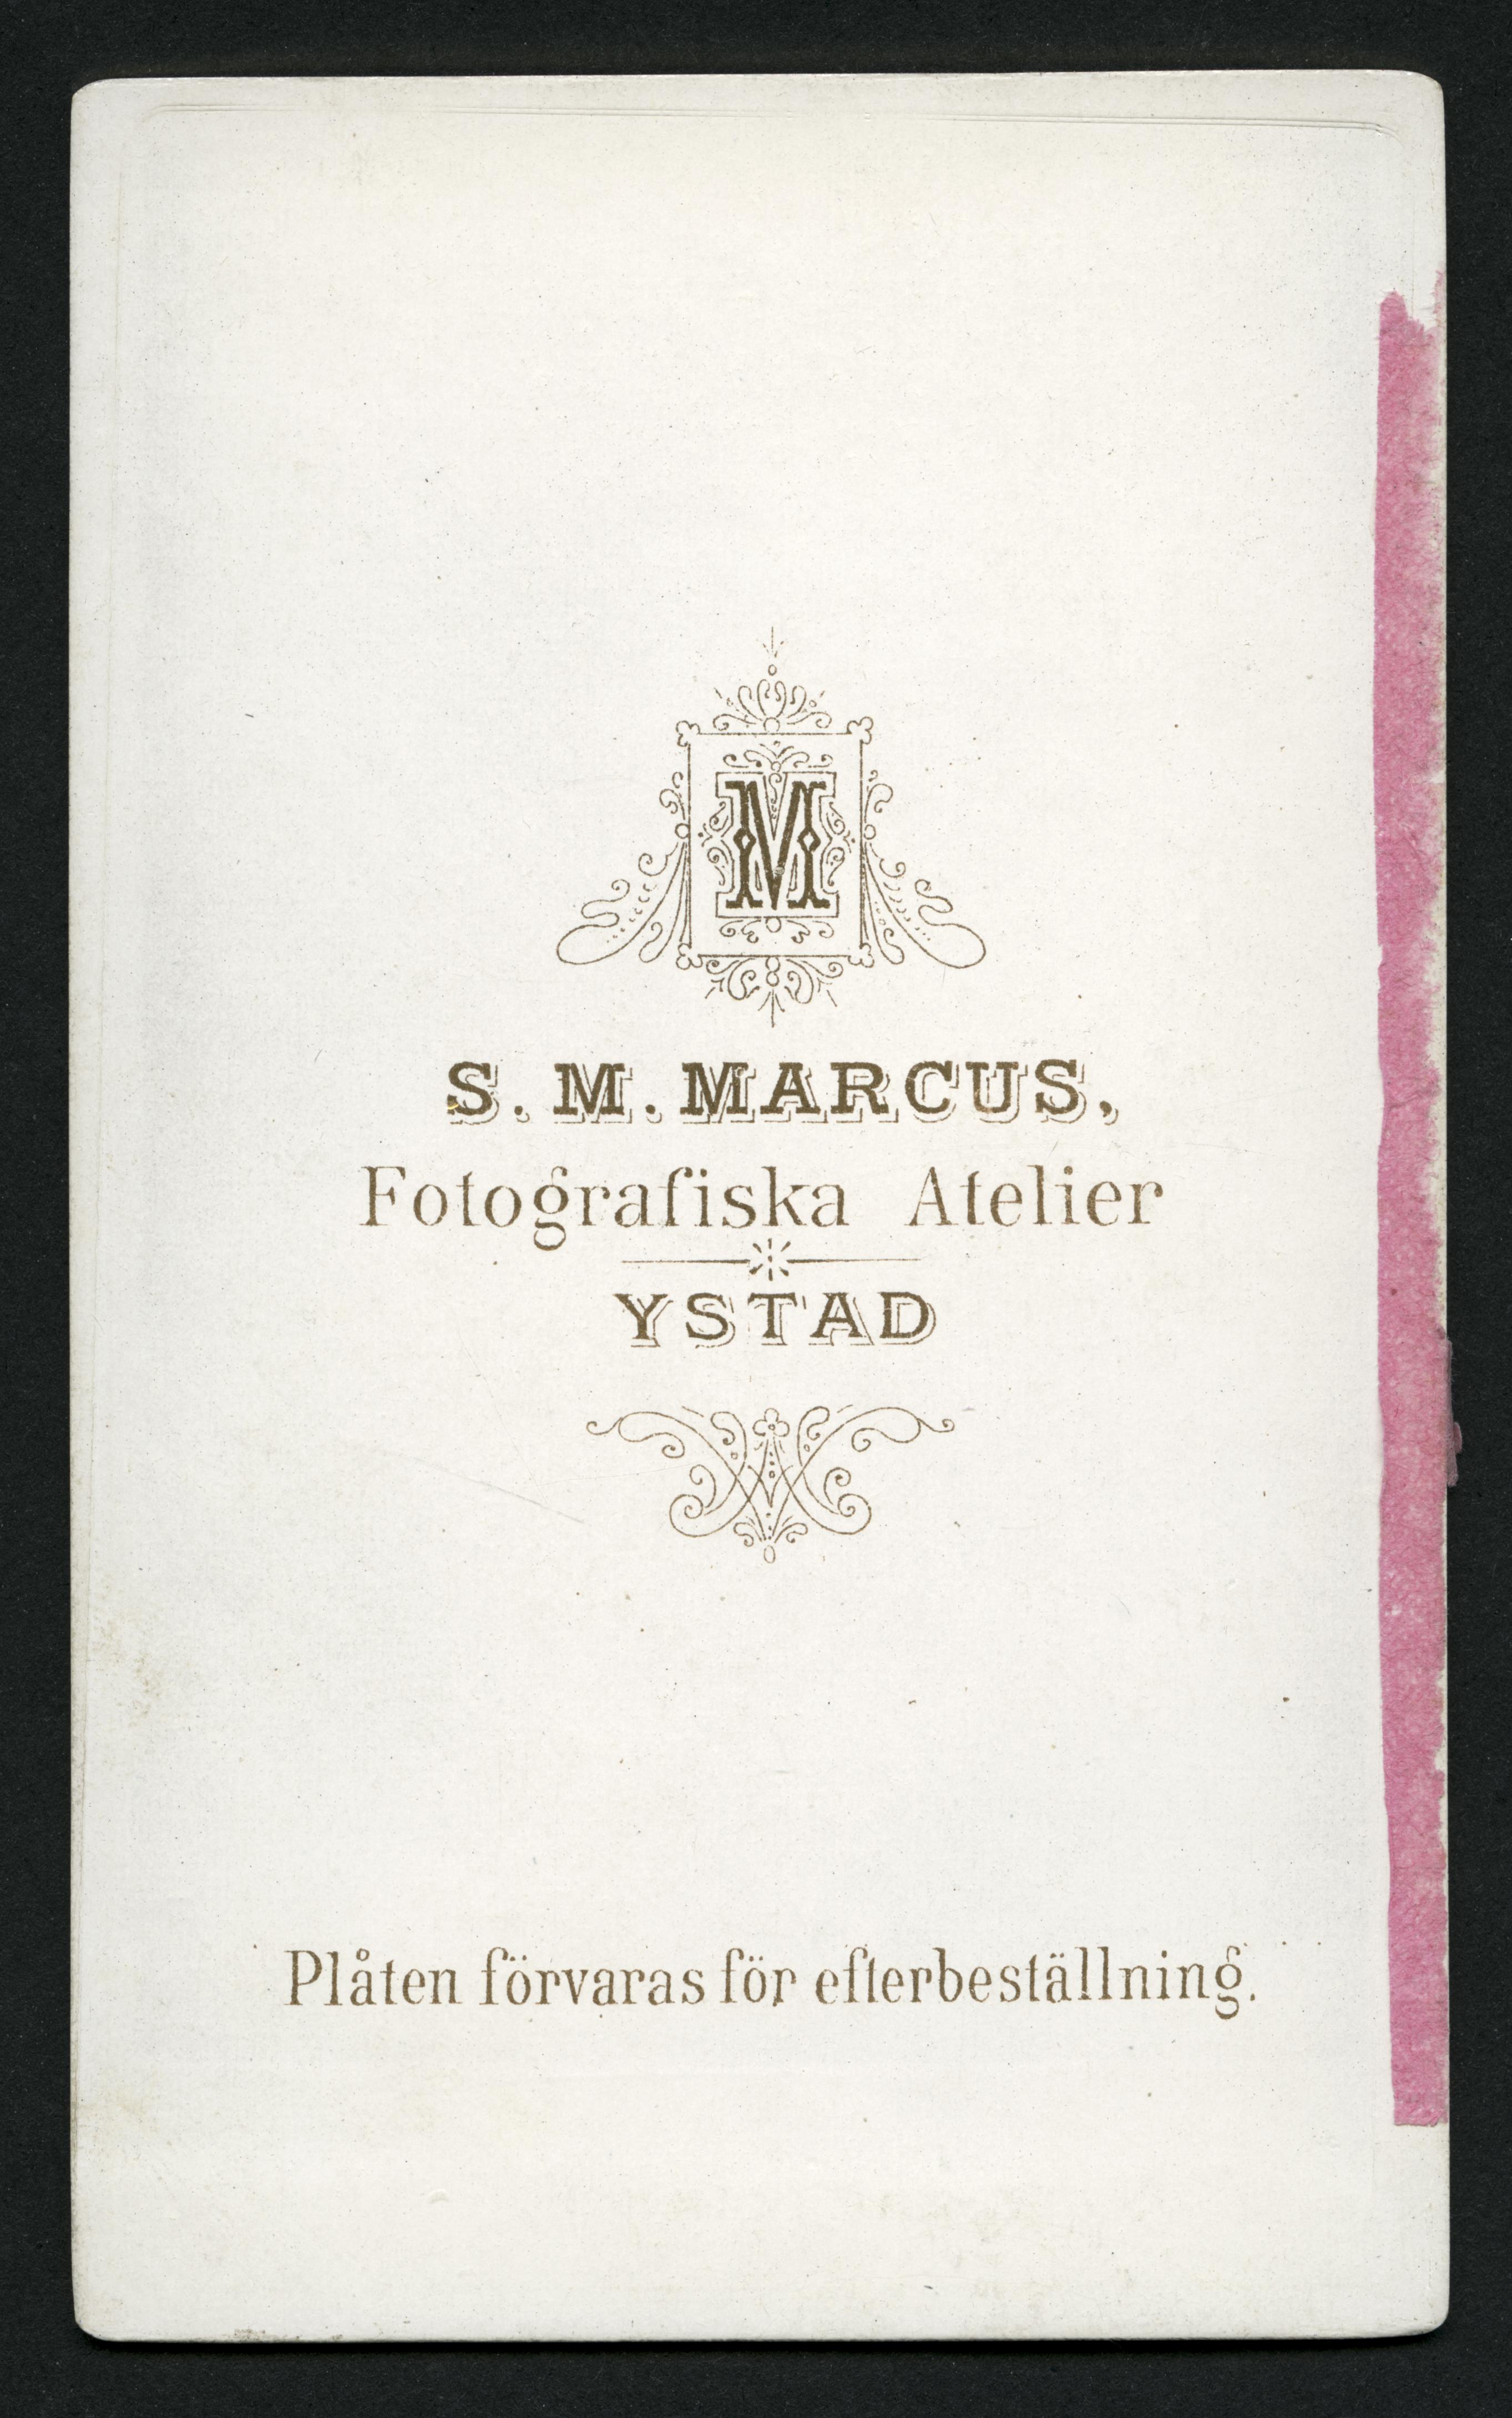 M
S. M. MARCUS,
Fotografiska Atelier
YSTAD
Plåten förvaras för efterbeställning.